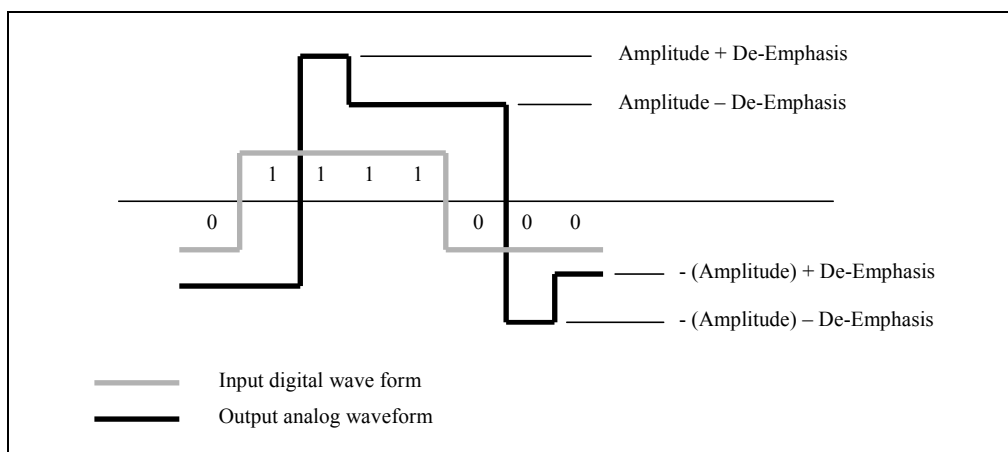 Amplitude + De-Emphasis
Amplitude – De-Emphasis
1 1 1 1
0 0 0 0
- (Amplitude) + De-Emphasis
- (Amplitude) – De-Emphasis
Input digital wave form
Output analog waveform